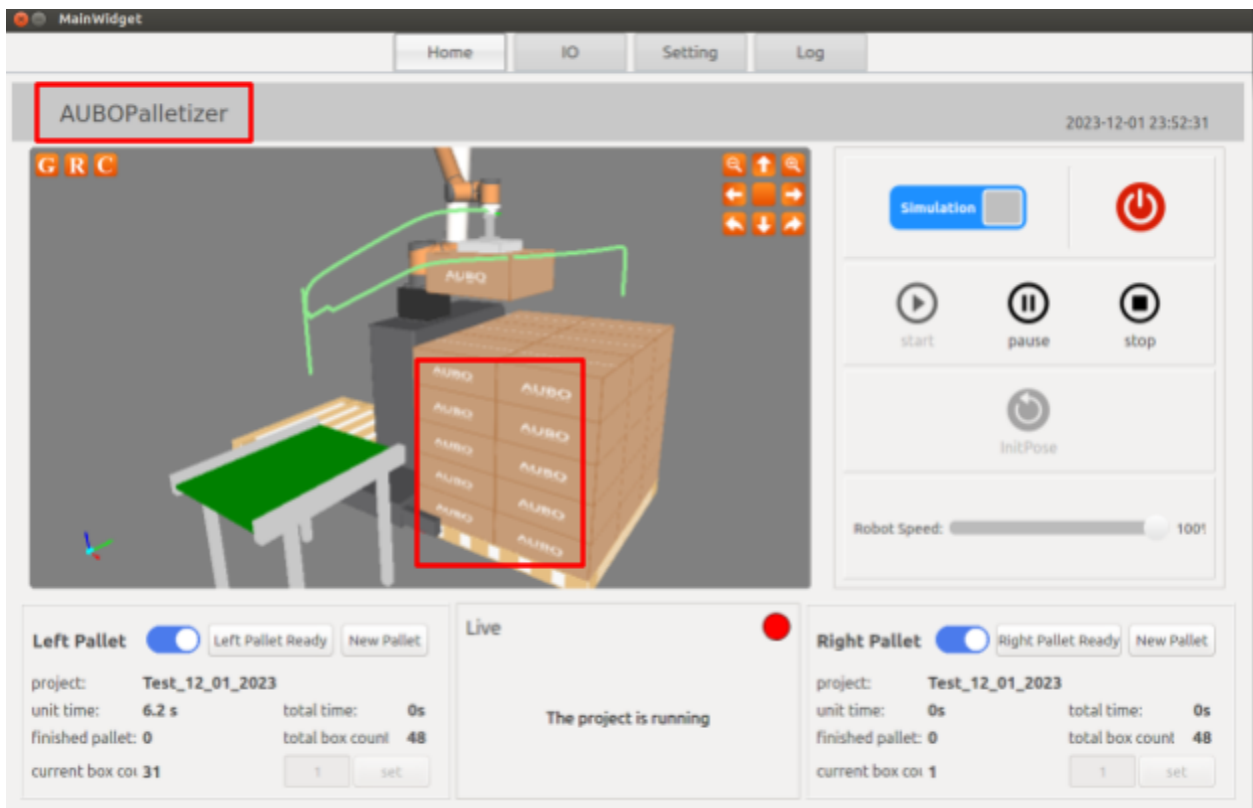 MainWidget
Home IO Setting Log
AUBOPalletizer
2023-12-01 23:52:31
G R C
Simulation
AUBO
start pause stop
AUBO AUBO
AUBO AUBO
AUBO AUBO
AUBO AUBO
AUBO AUBO
InitPose
Robot Speed: 100%
Left Pallet Left Pallet Ready New Pallet
project: Test_12_01_2023
unit time: 6.2 s total time: 0s
finished pallet: 0 total box count 48
current box cou 31 1 set
Live
The project is running
Right Pallet Right Pallet Ready New Pallet
project: Test_12_01_2023
unit time: 0s total time: 0s
finished pallet: 0 total box count 48
current box cou 1 1 set